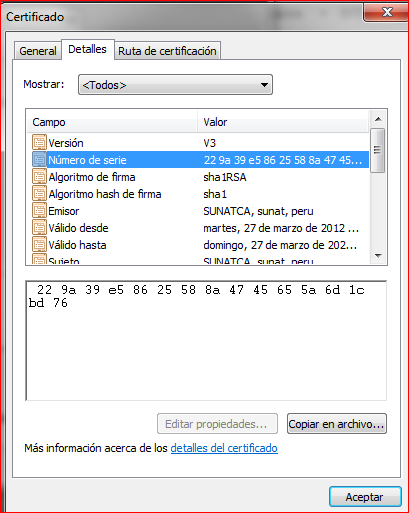 Certificado
General Detalles Ruta de certificación
Mostrar: <Todos>
Campo Valor
Versión V3
Número de serie 22 9a 39 e5 86 25 58 8a 47 45...
Algoritmo de firma sha1RSA
Algoritmo hash de firma sha1
Emisor SUNATCA, sunat, peru
Válido desde martes, 27 de marzo de 2012 ...
Válido hasta domingo, 27 de marzo de 202...
Sujeto
22 9a 39 e5 86 25 58 8a 47 45 65 5a 6d 1c
bd 76
Editar propiedades... Copiar en archivo...
Más información acerca de los detalles del certificado
Aceptar